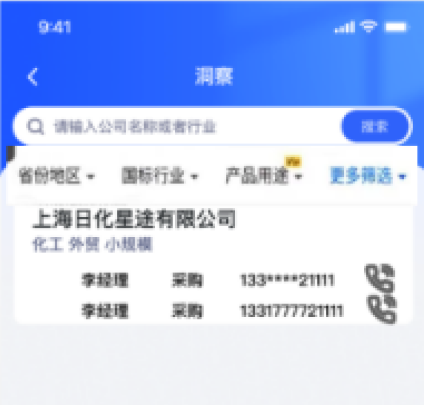 9:41
洞察
请输入公司名称或者行业 搜索
省份地区 国标行业 产品用途 VIP 更多筛选
上海日化星途有限公司
化工 外贸 小规模
李经理 采购 133****21111
李经理 采购 1331777721111